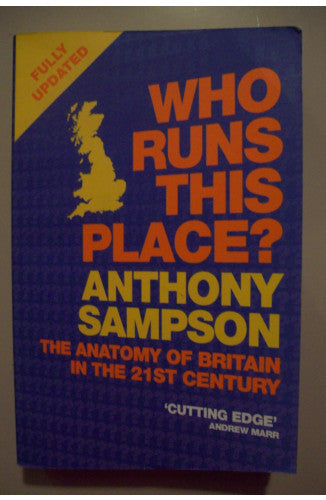 FULLY
UPDATED
WHO
RUNS
THIS
PLACE?
ANTHONY
SAMPSON
THE ANATOMY OF BRITAIN
IN THE 21ST CENTURY
'CUTTING EDGE'
ANDREW MARR